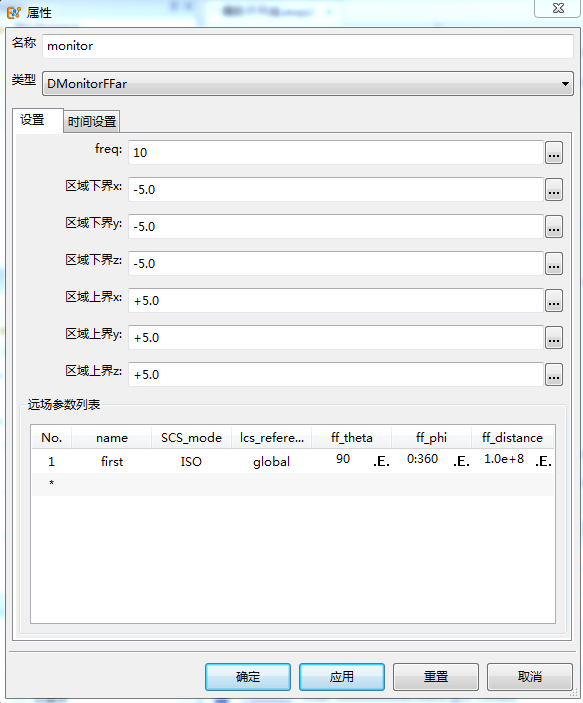 属性
名称 monitor
类型 DMonitorFFar
设置 时间设置
freq: 10 ...
区域下界x: -5.0 ...
区域下界y: -5.0 ...
区域下界z: -5.0 ...
区域上界x: +5.0 ...
区域上界y: +5.0 ...
区域上界z: +5.0 ...
远场参数列表
No. name SCS_mode lcs_refere... ff_theta ff_phi ff_distance
1 first ISO global 90 .E. 0:360 .E. 1.0e+8 .E.
*
确定 应用 重置 取消